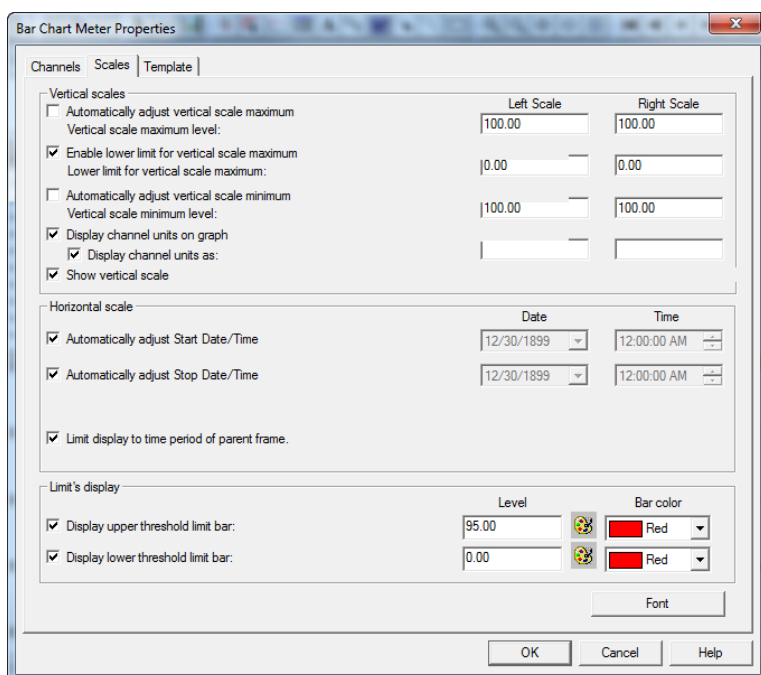 Bar Chart Meter Properties
Channels Scales Template
Vertical scales
Left Scale Right Scale
Automatically adjust vertical scale maximum
Vertical scale maximum level: 100.00 100.00
Enable lower limit for vertical scale maximum
Lower limit for vertical scale maximum: 0.00 0.00
Automatically adjust vertical scale minimum
Vertical scale minimum level: 100.00 100.00
Display channel units on graph
Display channel units as:
Show vertical scale
Horizontal scale
Date Time
Automatically adjust Start Date/Time 12/30/1899 12:00:00 AM
Automatically adjust Stop Date/Time 12/30/1899 12:00:00 AM
Limit display to time period of parent frame.
Limit's display
Level Bar color
Display upper threshold limit bar: 95.00 Red
Display lower threshold limit bar: 0.00 Red
Font
OK Cancel Help